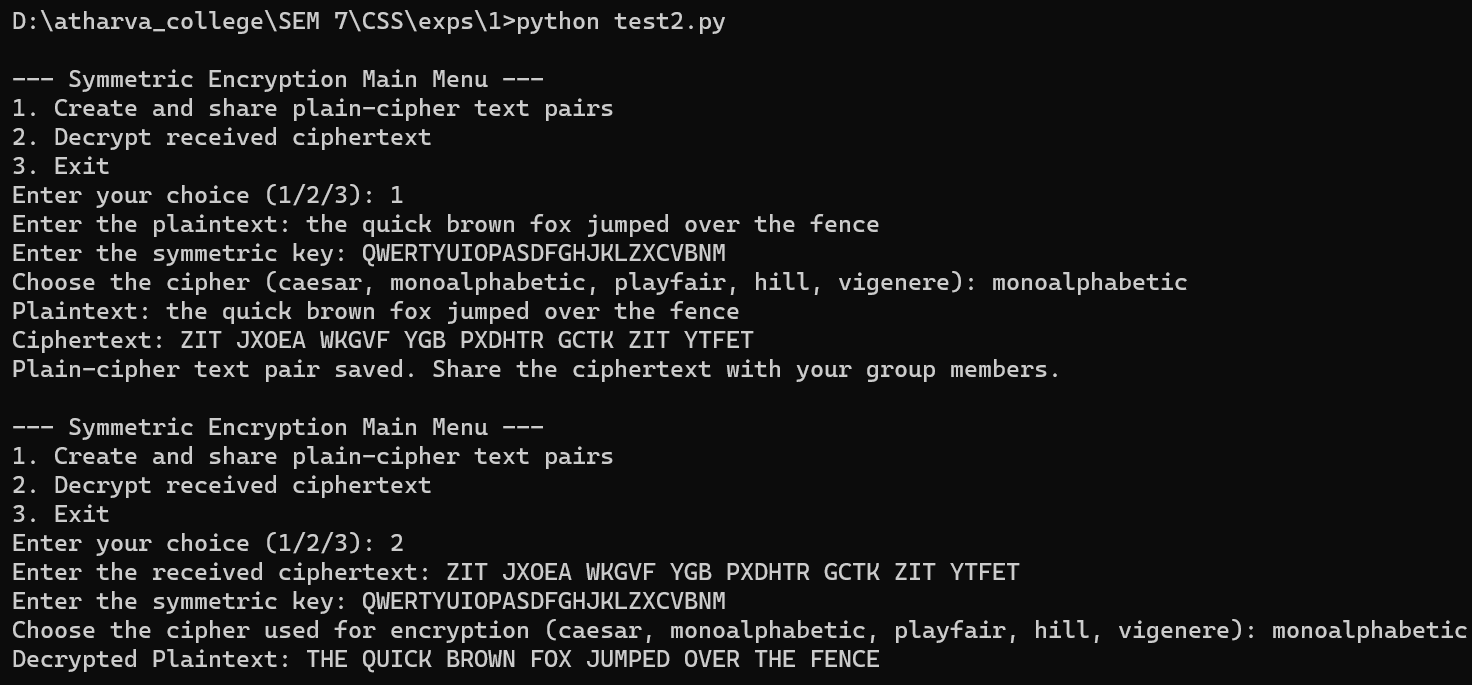 D:\atharva_college\SEM 7\CSS\exps\1>python test2.py
--- Symmetric Encryption Main Menu ---
1. Create and share plain-cipher text pairs
2. Decrypt received ciphertext
3. Exit
Enter your choice (1/2/3): 1
Enter the plaintext: the quick brown fox jumped over the fence
Enter the symmetric key: QWERTYUIOPASDFGHJKLZXCVBNM
Choose the cipher (caesar, monoalphabetic, playfair, hill, vigenere): monoalphabetic
Plaintext: the quick brown fox jumped over the fence
Ciphertext: ZIT JXOEA WKGVF YGB PXDHTR GCTK ZIT YTFET
Plain-cipher text pair saved. Share the ciphertext with your group members.
--- Symmetric Encryption Main Menu ---
1. Create and share plain-cipher text pairs
2. Decrypt received ciphertext
3. Exit
Enter your choice (1/2/3): 2
Enter the received ciphertext: ZIT JXOEA WKGVF YGB PXDHTR GCTK ZIT YTFET
Enter the symmetric key: QWERTYUIOPASDFGHJKLZXCVBNM
Choose the cipher used for encryption (caesar, monoalphabetic, playfair, hill, vigenere): monoalphabetic
Decrypted Plaintext: THE QUICK BROWN FOX JUMPED OVER THE FENCE